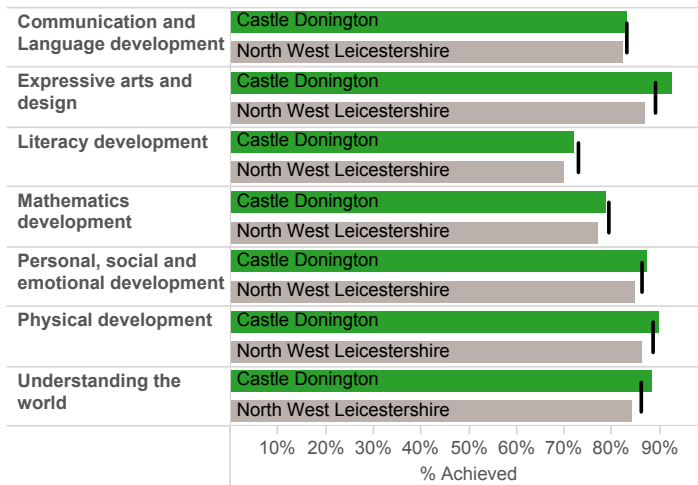 Communication and
Language development
Castle Donington
North West Leicestershire
Expressive arts and
design
Castle Donington
North West Leicestershire
Literacy development
Castle Donington
North West Leicestershire
Mathematics
development
Castle Donington
North West Leicestershire
Personal, social and
emotional development
Castle Donington
North West Leicestershire
Physical development
Castle Donington
North West Leicestershire
Understanding the
world
Castle Donington
North West Leicestershire
10% 20% 30% 40% 50% 60% 70% 80% 90%
% Achieved